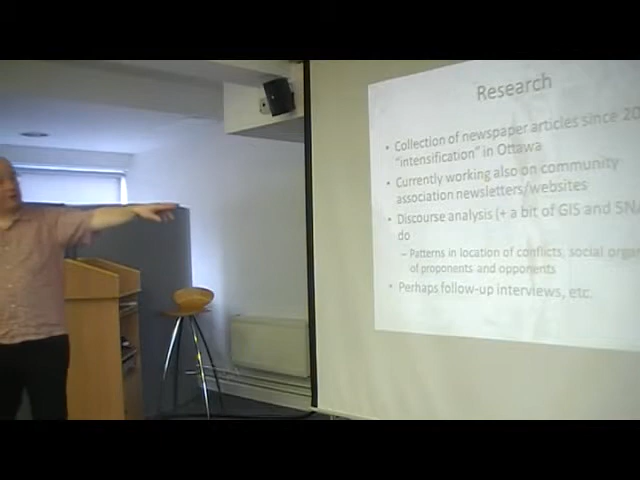 Research
• Collection of newspaper articles since 20
"intensification" in Ottawa
• Currently working also on community
association newsletters/websites
• Discourse analysis (+ a bit of GIS and SNA
do
– Patterns in location of conflicts, social organ
of proponents and opponents
• Perhaps follow-up interviews, etc.